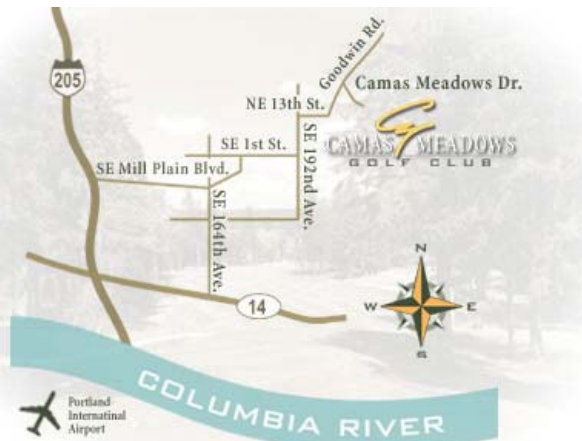 205
Goodwin Rd.
Camas Meadows Dr.
NE 13th St.
CAMAS MEADOWS
GOLF CLUB
SE 1st St.
SE 192nd Ave.
SE Mill Plain Blvd.
SE 164th Ave.
N
W E
S
14
COLUMBIA RIVER
Portland
Internatinal
Airport